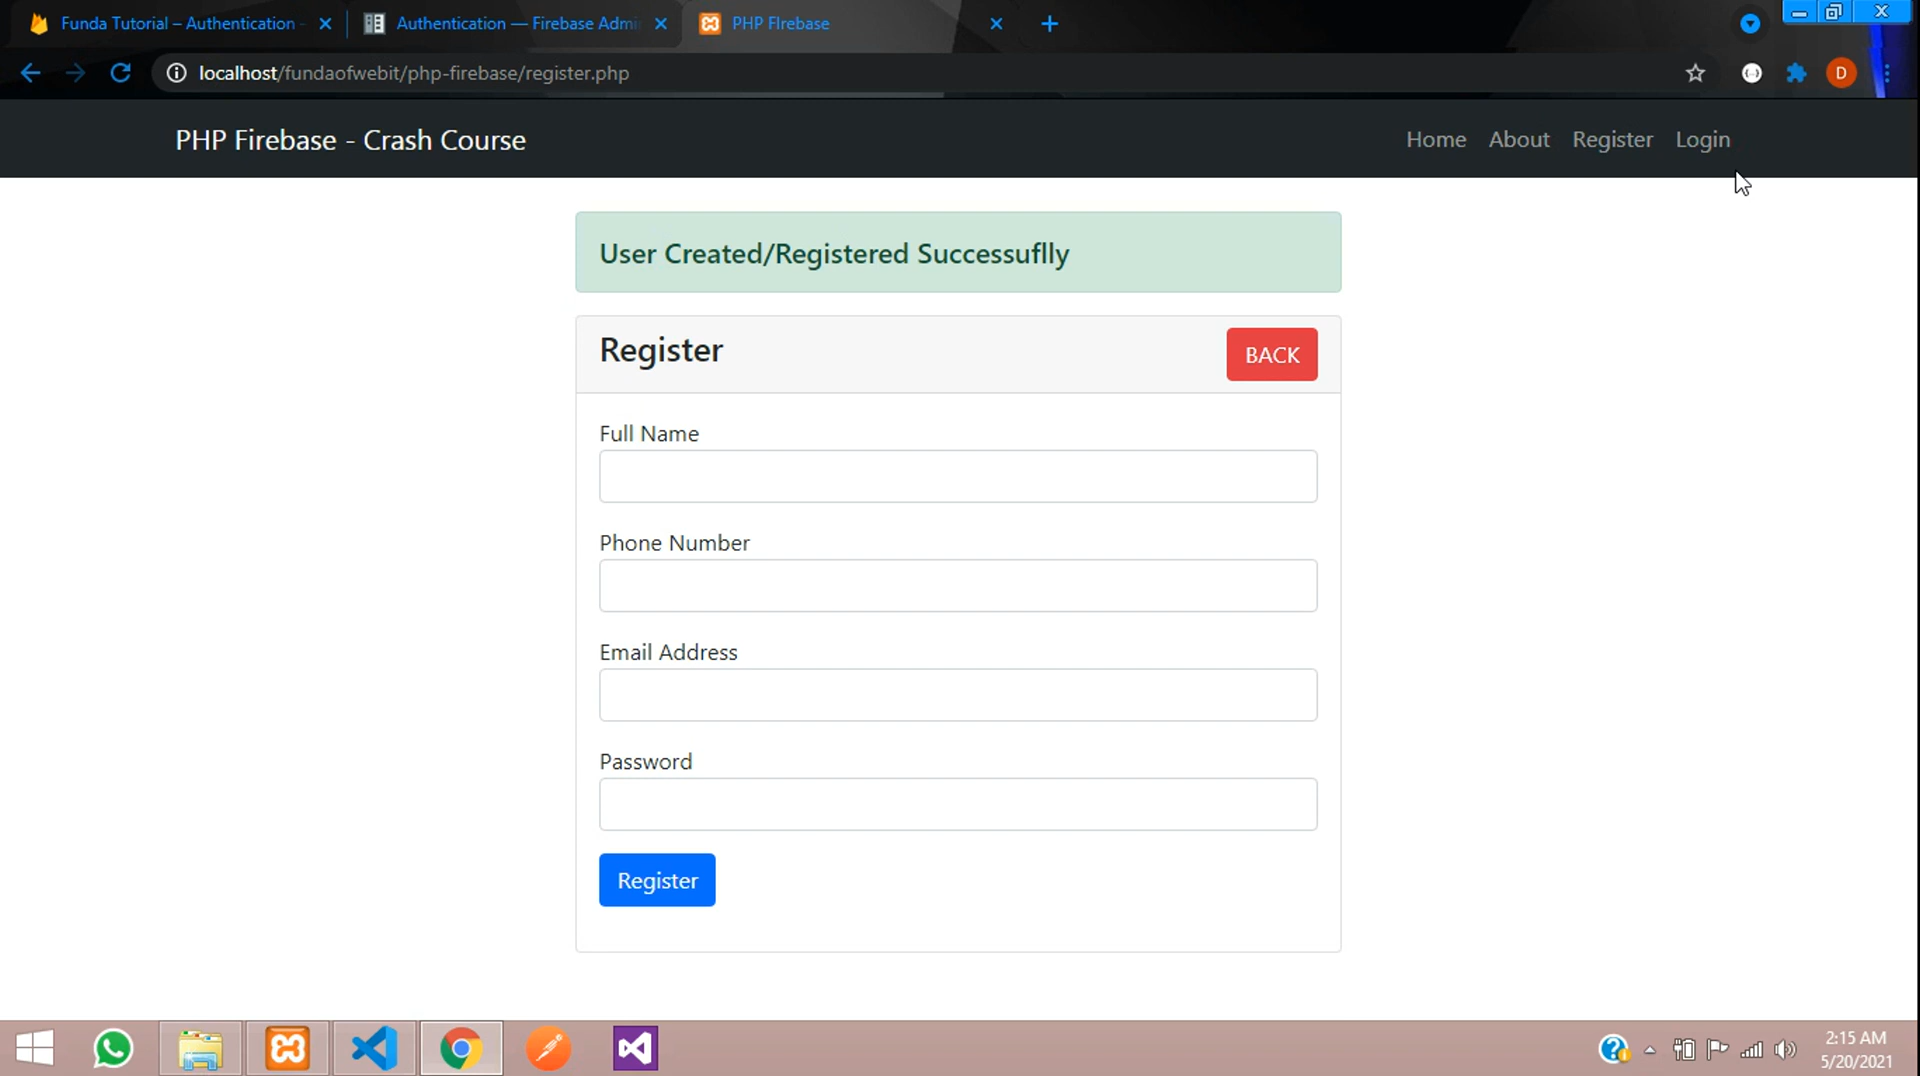 Funda Tutorial – Authentication -
Authentication — Firebase Admi
PHP FIrebase
localhost/fundaofwebit/php-firebase/register.php
D
PHP Firebase - Crash Course
Home About Register Login
User Created/Registered Successuflly
Register
BACK
Full Name
Phone Number
Email Address
Password
Register
2:15 AM
5/20/2021